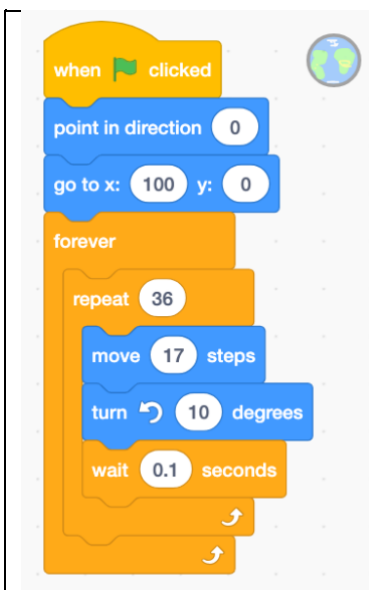 when clicked
point in direction 0
go to x: 100 y: 0
forever
repeat 36
move 17 steps
turn 10 degrees
wait 0.1 seconds